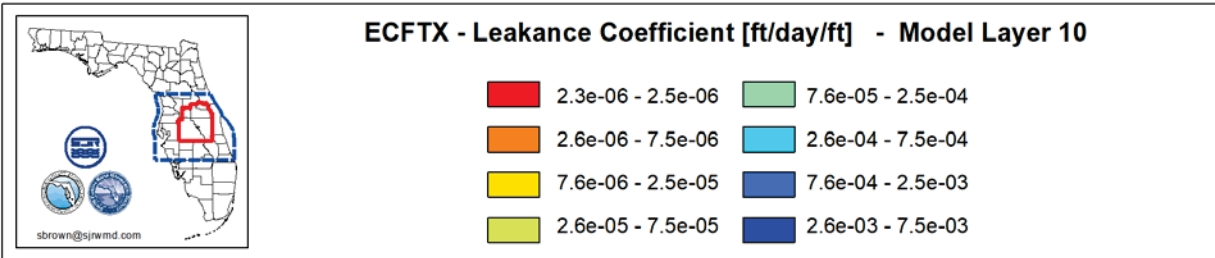 ECFTX - Leakance Coefficient [ft/day/ft] - Model Layer 10
2.3e-06 - 2.5e-06
2.6e-06 - 7.5e-06
7.6e-06 - 2.5e-05
2.6e-05 - 7.5e-05
7.6e-05 - 2.5e-04
2.6e-04 - 7.5e-04
7.6e-04 - 2.5e-03
2.6e-03 - 7.5e-03
sbrown@sjrwmd.com